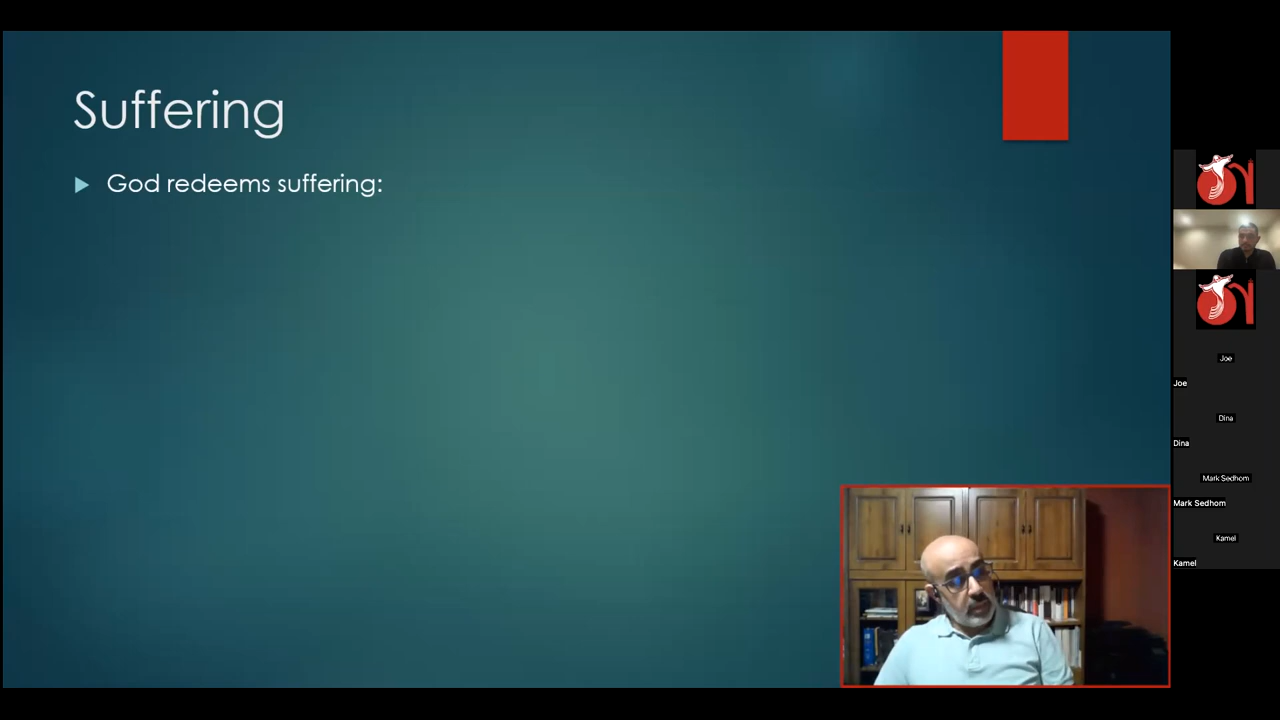 Suffering
God redeems suffering:
Joe
Joe
Dina
Dina
Mark Sedhom
Mark Sedhom
Kamel
Kamel